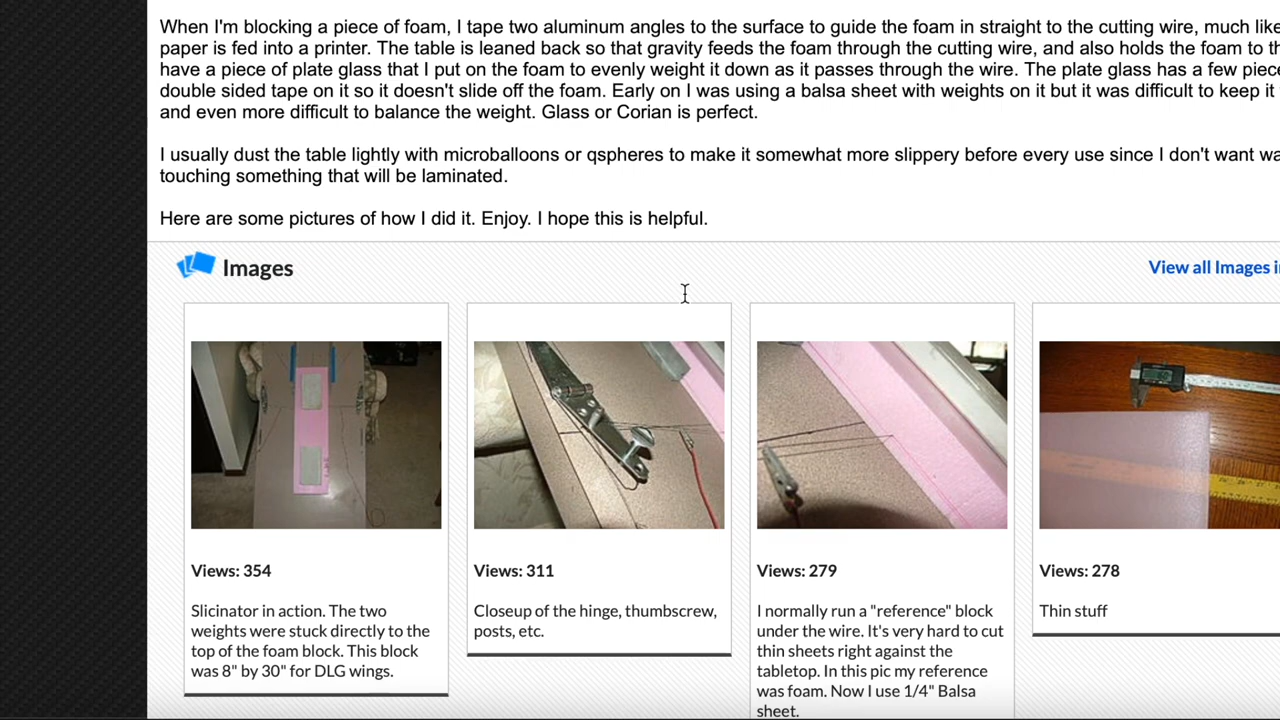 When I'm blocking a piece of foam, I tape two aluminum angles to the surface to guide the foam in straight to the cutting wire, much like
paper is fed into a printer. The table is leaned back so that gravity feeds the foam through the cutting wire, and also holds the foam to
have a piece of plate glass that I put on the foam to evenly weight it down as it passes through the wire. The plate glass has a few
double sided tape on it so it doesn't slide off the foam. Early on I was using a balsa sheet with weights on it but it was difficult to keep it
and even more difficult to balance the weight. Glass or Corian is perfect.
I usually dust the table lightly with microballoons or qspheres to make it somewhat more slippery before every use since I don't want
touching something that will be laminated.
Here are some pictures of how I did it. Enjoy. I hope this is helpful.
Images
View all Images
Views: 354
Slicinator in action. The two
weights were stuck directly to the
top of the foam block. This block
was 8" by 30" for DLG wings.
Views: 311
Closeup of the hinge, thumbscrew,
posts, etc.
Views: 279
I normally run a "reference" block
under the wire. It's very hard to cut
thin sheets right against the
tabletop. In this pic my reference
was foam. Now I use 1/4" Balsa
sheet.
Views: 278
Thin stuff